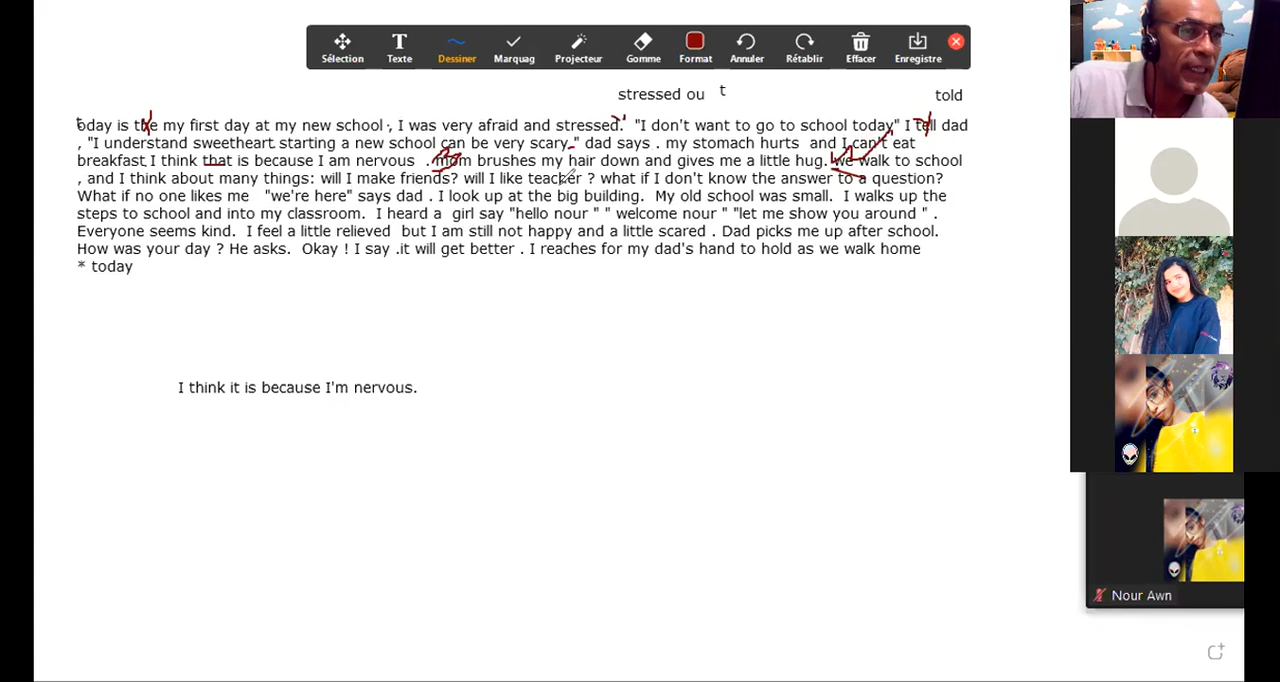 Sélection Texte Dessiner Marquag Projecteur Gomme Format Annuler Rétablir Effacer Enregistre
stressed ou t told
today is the my first day at my new school ., I was very afraid and stressed. "I don't want to go to school today" I tell dad
, "I understand sweetheart. starting a new school can be very scary." dad says . my stomach hurts and I can't eat
breakfast I think that is because I am nervous . mom brushes my hair down and gives me a little hug. we walk to school
, and I think about many things: will I make friends? will I like teacker ? what if I don't know the answer to a question?
What if no one likes me "we're here" says dad . I look up at the big building. My old school was small. I walks up the
steps to school and into my classroom. I heard a girl say "hello nour " " welcome nour " "let me show you around " .
Everyone seems kind. I feel a little relieved but I am still not happy and a little scared . Dad picks me up after school.
How was your day ? He asks. Okay ! I say .it will get better . I reaches for my dad's hand to hold as we walk home
* today
I think it is because I'm nervous.
Nour Awn